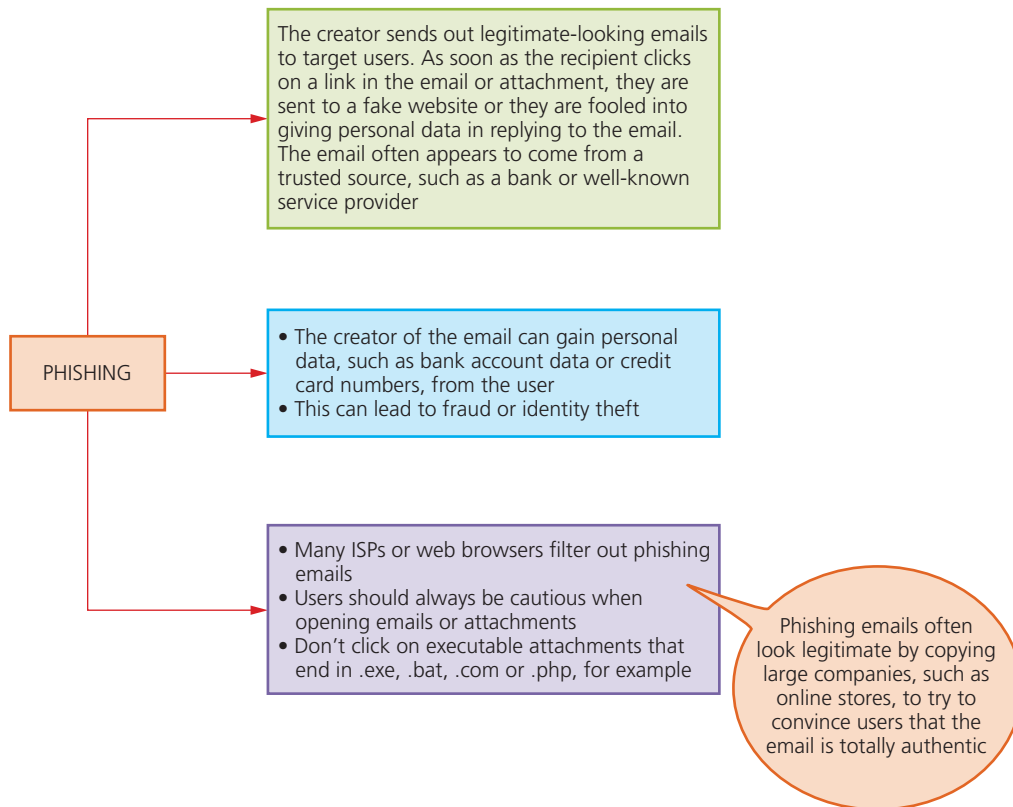 The creator sends out legitimate-looking emails
to target users. As soon as the recipient clicks
on a link in the email or attachment, they are
sent to a fake website or they are fooled into
giving personal data in replying to the email.
The email often appears to come from a
trusted source, such as a bank or well-known
service provider
PHISHING
• The creator of the email can gain personal
data, such as bank account data or credit
card numbers, from the user
• This can lead to fraud or identity theft
• Many ISPs or web browsers filter out phishing
emails
• Users should always be cautious when
opening emails or attachments
• Don’t click on executable attachments that
end in .exe, .bat, .com or .php, for example
Phishing emails often
look legitimate by copying
large companies, such as
online stores, to try to
convince users that the
email is totally authentic